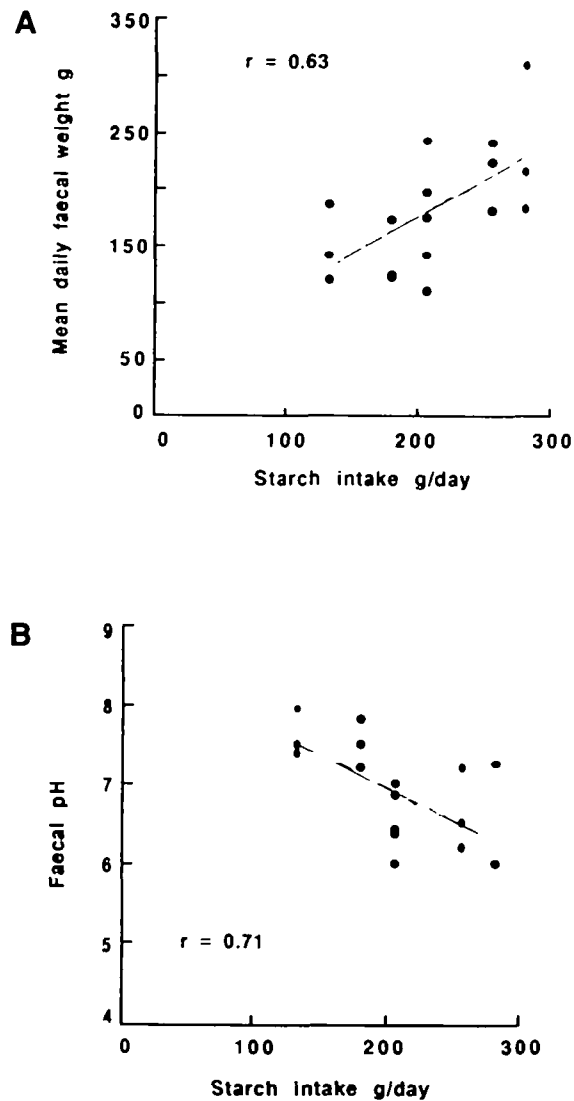 A
350
250
150
50
0
Mean daily faecal weight g
r = 0.63
0 100 200 300
Starch intake g/day
B
9
8
7
6
5
4
Faecal pH
r = 0.71
0 100 200 300
Starch intake g/day